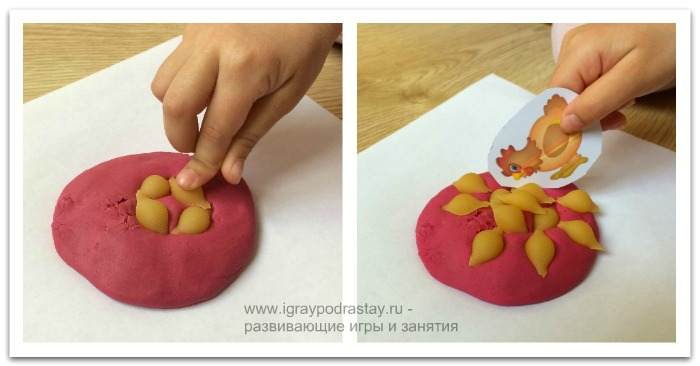 www.igraypodrastay.ru -
развивающие игры и занятия